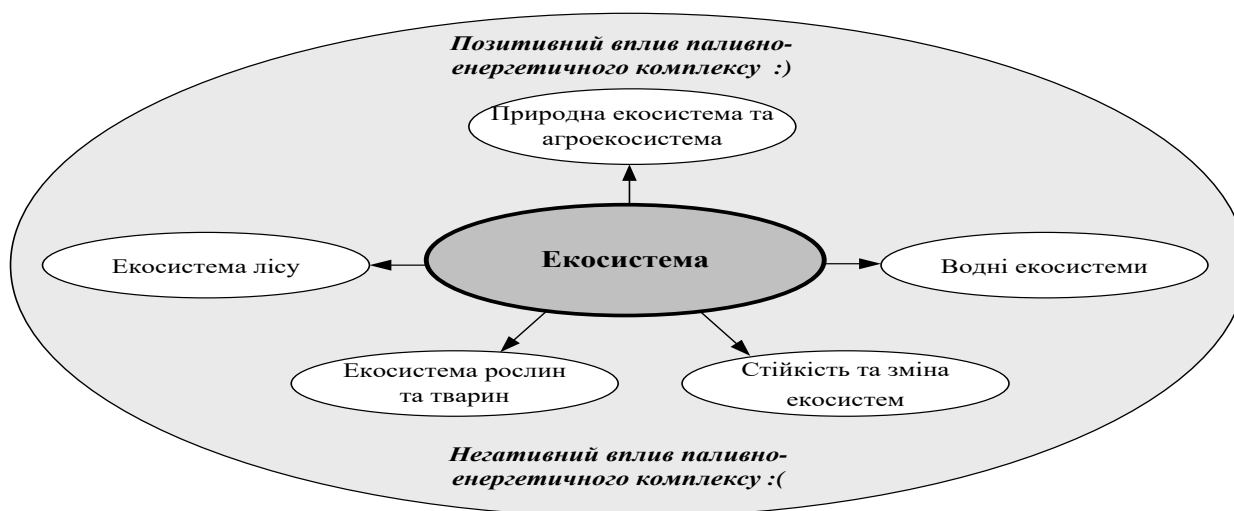 Позитивний вплив паливно-
енергетичного комплексу :)
Природна екосистема та
агроекосистема
Екосистема лісу
Екосистема
Водні екосистеми
Екосистема рослин
та тварин
Стійкість та зміна
екосистем
Негативний вплив паливно-
енергетичного комплексу :(